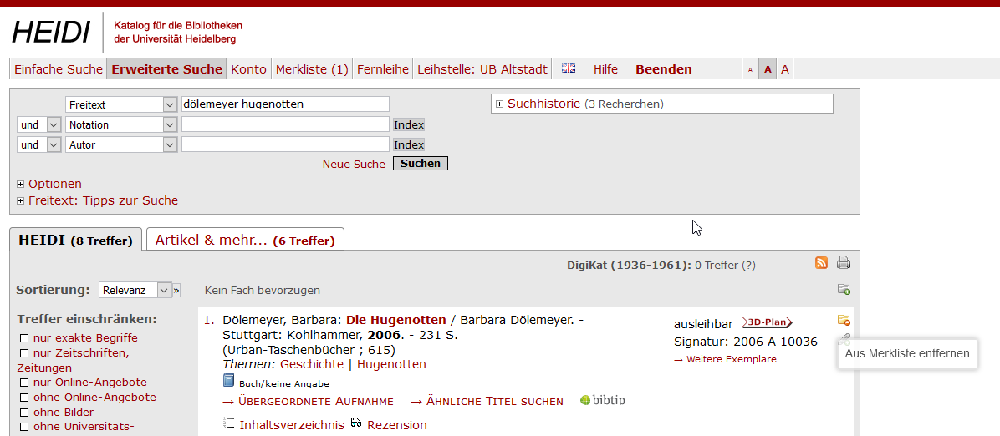 HEIDI
Katalog für die Bibliotheken
der Universität Heidelberg
Einfache Suche Erweiterte Suche Konto Merkliste (1) Fernleihe Leihstelle: UB Altstadt Hilfe Beenden A A A
Freitext dölemeyer hugenotten
Suchhistorie (3 Recherchen)
und Notation Index
und Autor Index
Neue Suche Suchen
Optionen
Freitext: Tipps zur Suche
HEIDI (8 Treffer) Artikel & mehr... (6 Treffer)
DigiKat (1936-1961): 0 Treffer (?)
Sortierung: Relevanz » Kein Fach bevorzugen
Treffer einschränken:
nur exakte Begriffe
nur Zeitschriften,
Zeitungen
nur Online-Angebote
ohne Online-Angebote
ohne Bilder
ohne Universitäts-
1. Dölemeyer, Barbara: Die Hugenotten / Barbara Dölemeyer. -
Stuttgart: Kohlhammer, 2006. - 231 S.
(Urban-Taschenbücher ; 615)
Themen: Geschichte | Hugenotten
Buch/keine Angabe
→ ÜBERGEORDNETE AUFNAHME → ÄHNLICHE TITEL SUCHEN bibtip
Inhaltsverzeichnis Rezension
ausleihbar 3D-Plan
Signatur: 2006 A 10036
→ Weitere Exemplare
Aus Merkliste entfernen